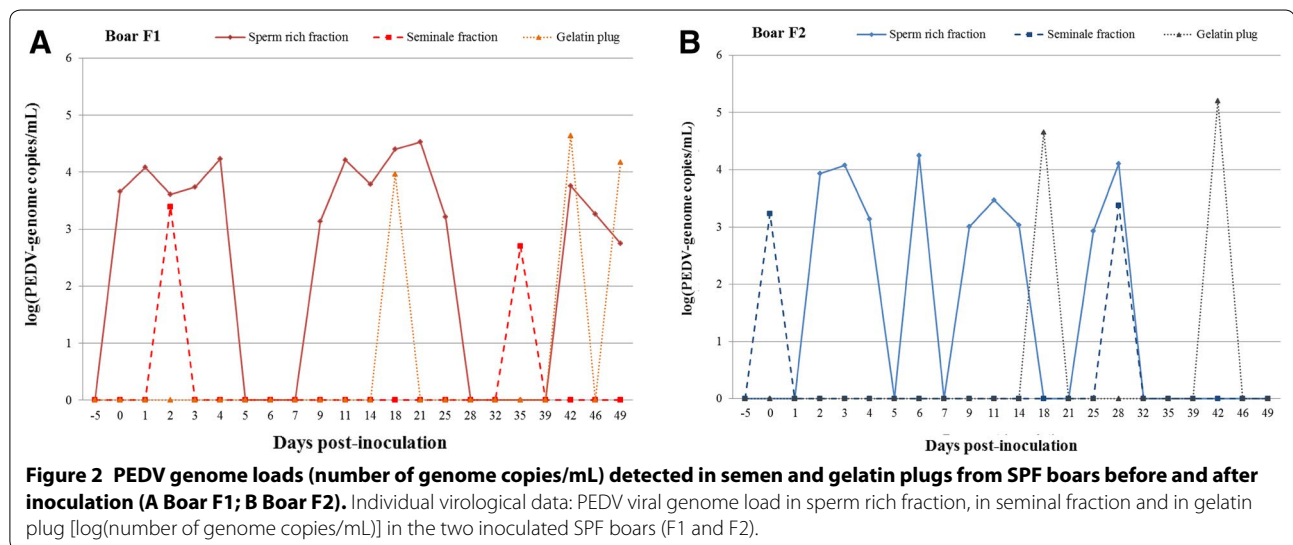 A
Boar F1
Sperm rich fraction
Seminale fraction
Gelatin plug
log(PEDV-genome copies/mL)
6
5
4
3
2
1
0
-5 0 1 2 3 4 5 6 7 9 11 14 18 21 25 28 32 35 39 42 46 49
Days post-inoculation
B
Boar F2
Sperm rich fraction
Seminale fraction
Gelatin plug
log(PEDV-genome copies/mL)
6
5
4
3
2
1
0
-5 0 1 2 3 4 5 6 7 9 11 14 18 21 25 28 32 35 39 42 46 49
Days post-inoculation
Figure 2 PEDV genome loads (number of genome copies/mL) detected in semen and gelatin plugs from SPF boars before and after
inoculation (A Boar F1; B Boar F2). Individual virological data: PEDV viral genome load in sperm rich fraction, in seminal fraction and in gelatin
plug [log(number of genome copies/mL)] in the two inoculated SPF boars (F1 and F2).